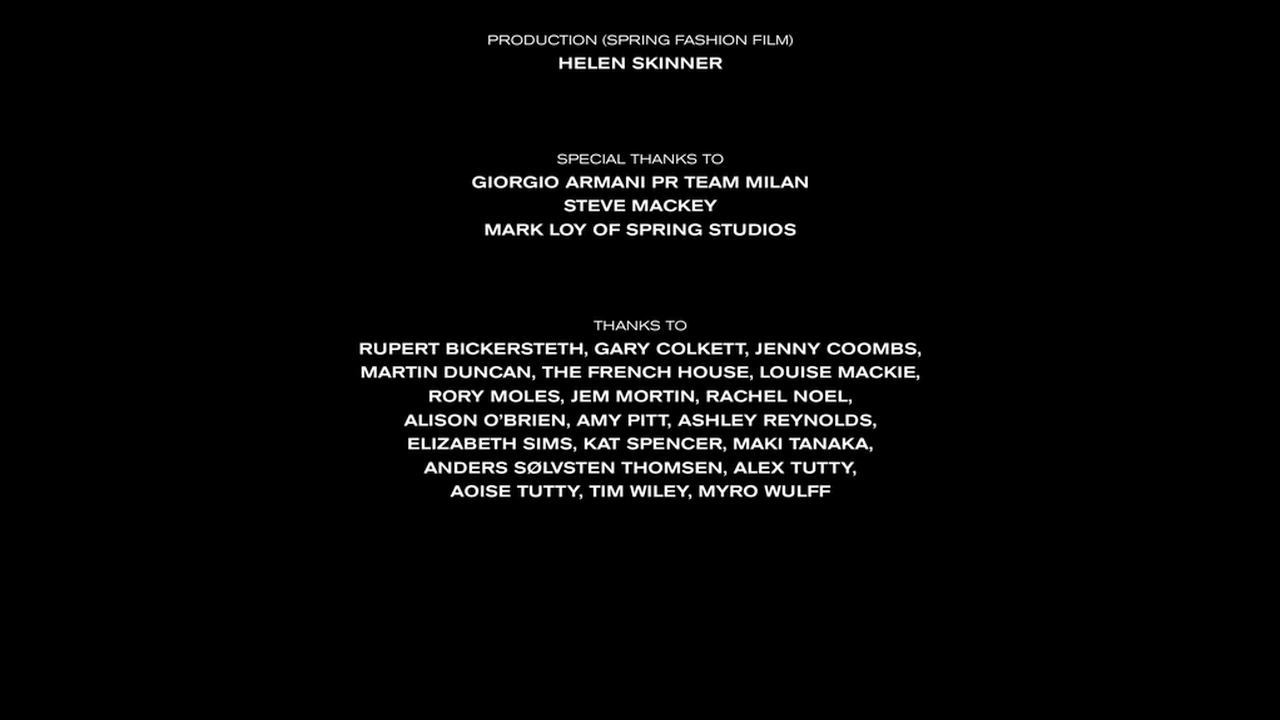 PRODUCTION (SPRING FASHION FILM)
HELEN SKINNER
SPECIAL THANKS TO
GIORGIO ARMANI PR TEAM MILAN
STEVE MACKEY
MARK LOY OF SPRING STUDIOS
THANKS TO
RUPERT BICKERSTETH, GARY COLKETT, JENNY COOMBS,
MARTIN DUNCAN, THE FRENCH HOUSE, LOUISE MACKIE,
RORY MOLES, JEM MORTIN, RACHEL NOEL,
ALISON O’BRIEN, AMY PITT, ASHLEY REYNOLDS,
ELIZABETH SIMS, KAT SPENCER, MAKI TANAKA,
ANDERS SØLVSTEN THOMSEN, ALEX TUTTY,
AOISE TUTTY, TIM WILEY, MYRO WULFF